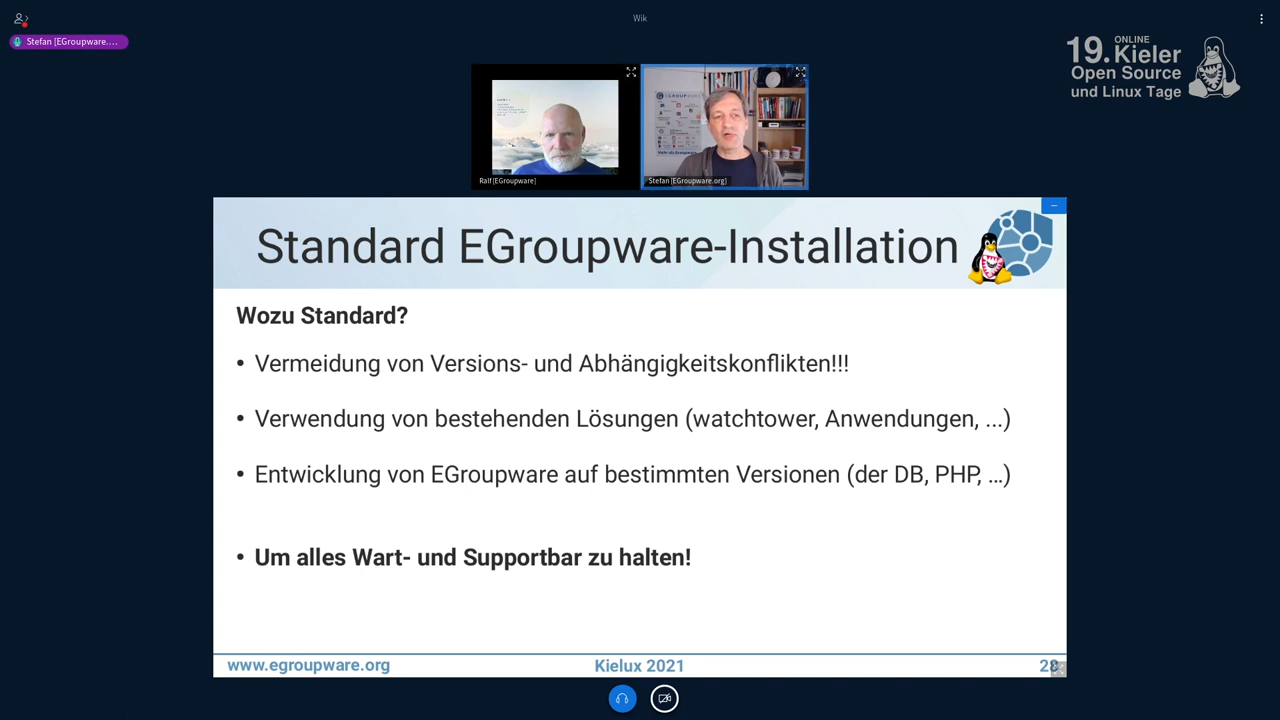 Wik
Stefan [EGroupware....
19. ONLINE Kieler
Open Source
und Linux Tage
EGROUPWARE
Ralf [EGroupware]
Stefan [EGroupware.org]
Standard EGroupware-Installation
Wozu Standard?
• Vermeidung von Versions- und Abhängigkeitskonflikten!!!
• Verwendung von bestehenden Lösungen (watchtower, Anwendungen, ...)
• Entwicklung von EGroupware auf bestimmten Versionen (der DB, PHP, …)
• Um alles Wart- und Supportbar zu halten!
www.egroupware.org
Kielux 2021
28